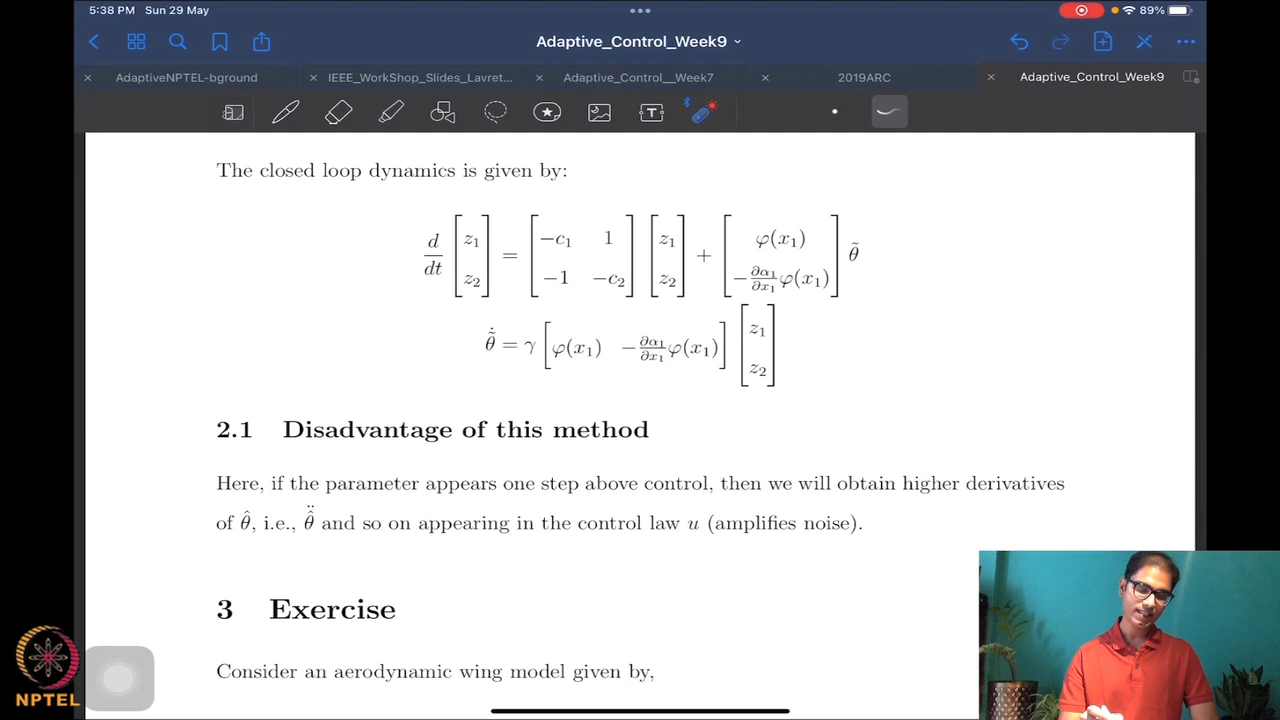 5:38 PM Sun 29 May
89%
Adaptive_Control_Week9
AdaptiveNPTEL-bground
IEEE_WorkShop_Slides_Lavret...
Adaptive_Control__Week7
2019ARC
Adaptive_Control_Week9
The closed loop dynamics is given by:
d/dt [z₁; z₂] = [−c₁ 1; −1 −c₂] [z₁; z₂] + [φ(x₁); −∂α₁/∂x₁ φ(x₁)] θ̃
θ̃̇ = γ [φ(x₁) −∂α₁/∂x₁ φ(x₁)] [z₁; z₂]
2.1 Disadvantage of this method
Here, if the parameter appears one step above control, then we will obtain higher derivatives
of θ̂, i.e., θ̂̈ and so on appearing in the control law u (amplifies noise).
3 Exercise
Consider an aerodynamic wing model given by,
NPTEL